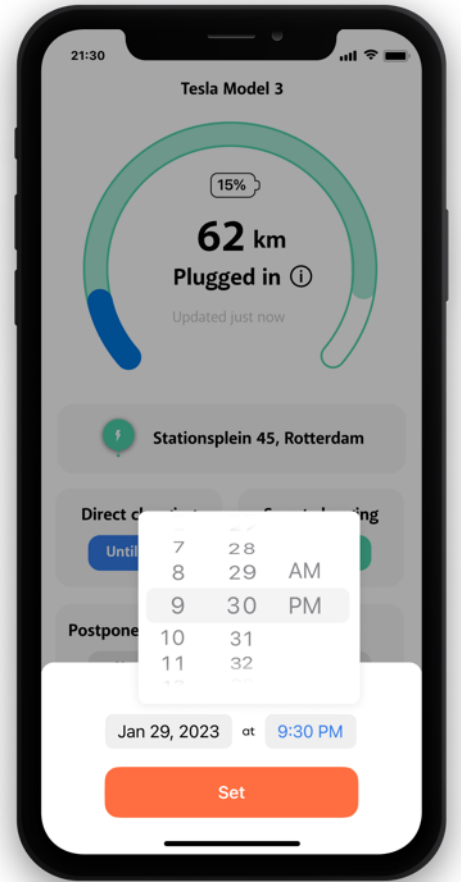 21:30
Tesla Model 3
15%
62 km
Plugged in
Updated just now
Stationsplein 45, Rotterdam
Direct
Until
Postpone
7 28
8 29 AM
9 30 PM
10 31
11 32
Jan 29, 2023 at 9:30 PM
Set